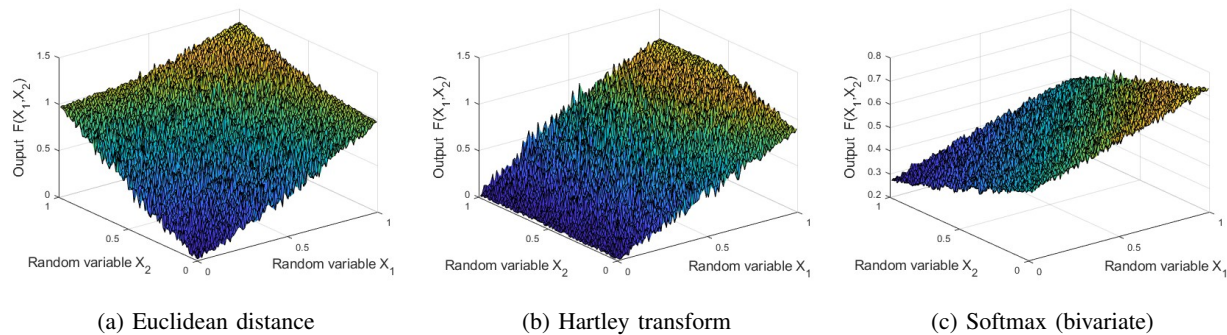 Ouput F(X1,X2)
1.5
1
0.5
0
1
0.5
0
0
0.5
1
Random variable X2
Random variable X1
(a) Euclidean distance
Output F(X1,X2)
1.5
1
0.5
0
1
0.5
0
0
0.5
1
Random variable X2
Random variable X1
(b) Hartley transform
Output F(X1,X2)
0.8
0.7
0.6
0.5
0.4
0.3
0.2
1
0.5
0
0
0.5
1
Random variable X2
Random variable X1
(c) Softmax (bivariate)